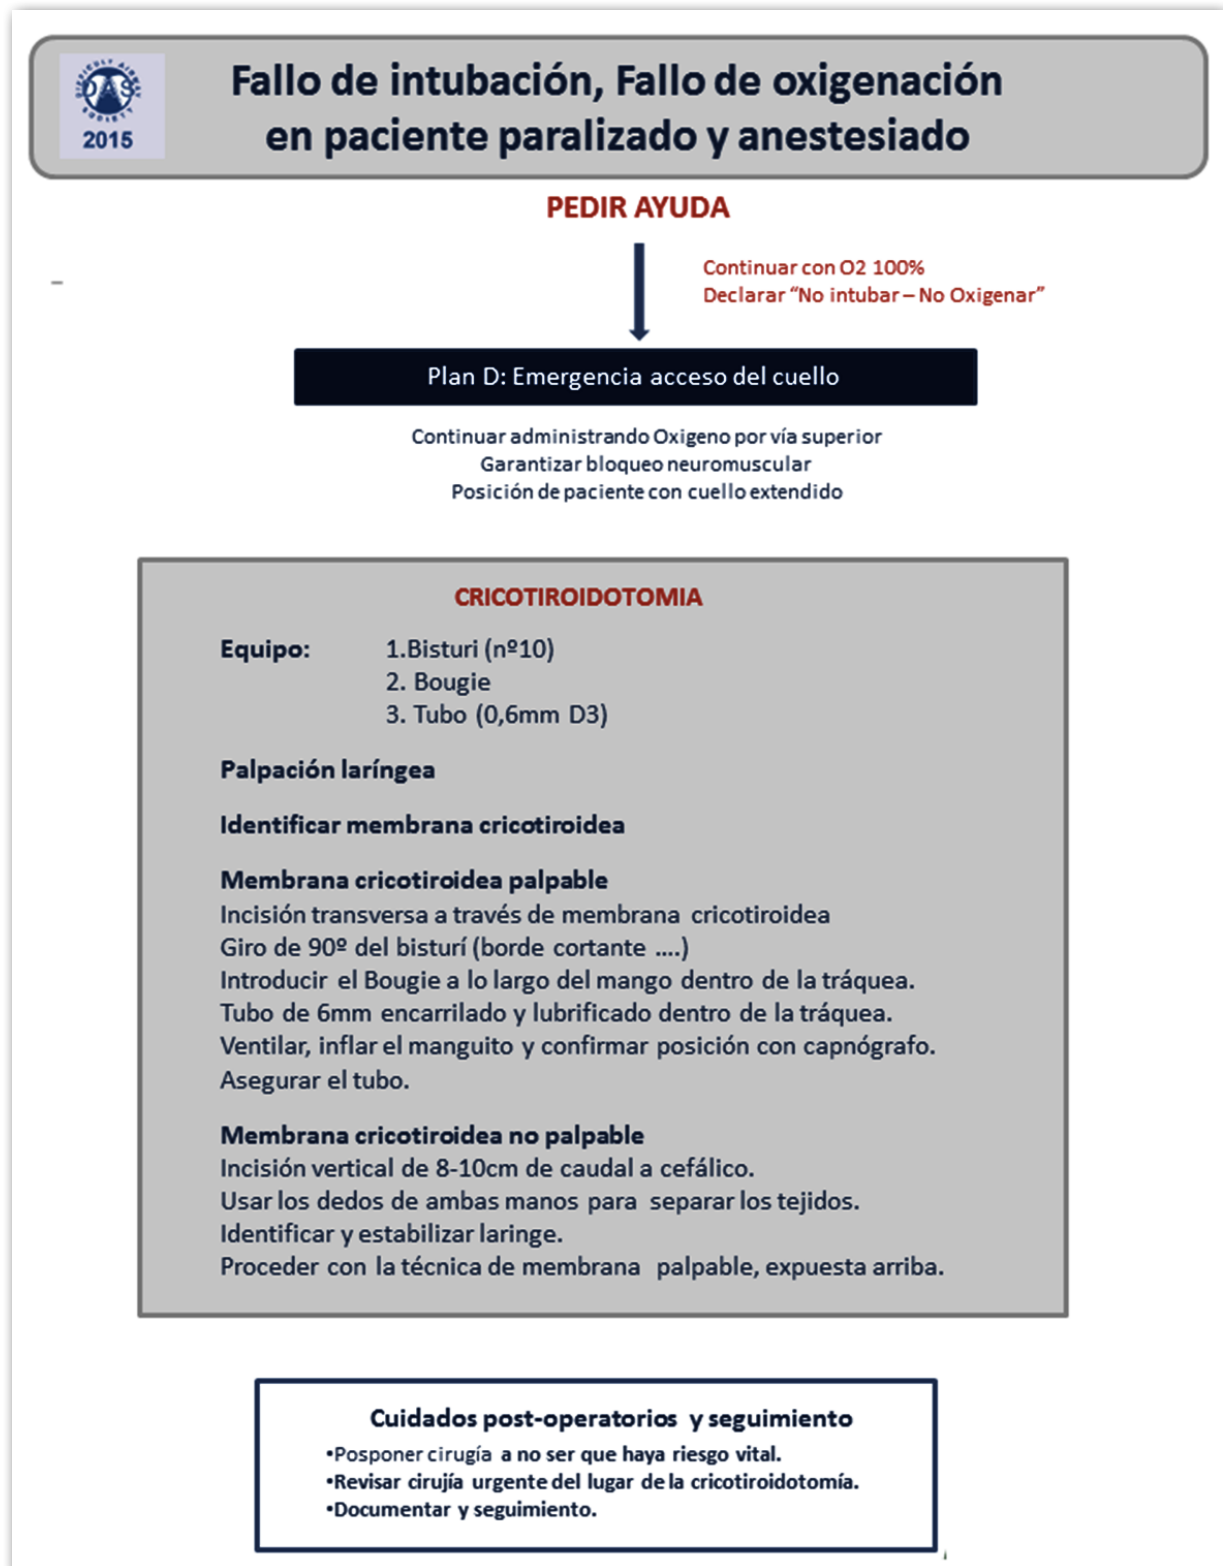 DIFFICULT AIRWAY SOCIETY
DAS
2015
Fallo de intubación, Fallo de oxigenación
en paciente paralizado y anestesiado
PEDIR AYUDA
Continuar con O2 100%
Declarar “No intubar – No Oxigenar”
Plan D: Emergencia acceso del cuello
Continuar administrando Oxigeno por vía superior
Garantizar bloqueo neuromuscular
Posición de paciente con cuello extendido
CRICOTIROIDOTOMIA
Equipo: 1.Bisturi (nº10)
2. Bougie
3. Tubo (0,6mm D3)
Palpación laríngea
Identificar membrana cricotiroidea
Membrana cricotiroidea palpable
Incisión transversa a través de membrana cricotiroidea
Giro de 90º del bisturí (borde cortante ....)
Introducir el Bougie a lo largo del mango dentro de la tráquea.
Tubo de 6mm encarrilado y lubrificado dentro de la tráquea.
Ventilar, inflar el manguito y confirmar posición con capnógrafo.
Asegurar el tubo.
Membrana cricotiroidea no palpable
Incisión vertical de 8-10cm de caudal a cefálico.
Usar los dedos de ambas manos para separar los tejidos.
Identificar y estabilizar laringe.
Proceder con la técnica de membrana palpable, expuesta arriba.
Cuidados post-operatorios y seguimiento
•Posponer cirugía a no ser que haya riesgo vital.
•Revisar cirujía urgente del lugar de la cricotiroidotomía.
•Documentar y seguimiento.